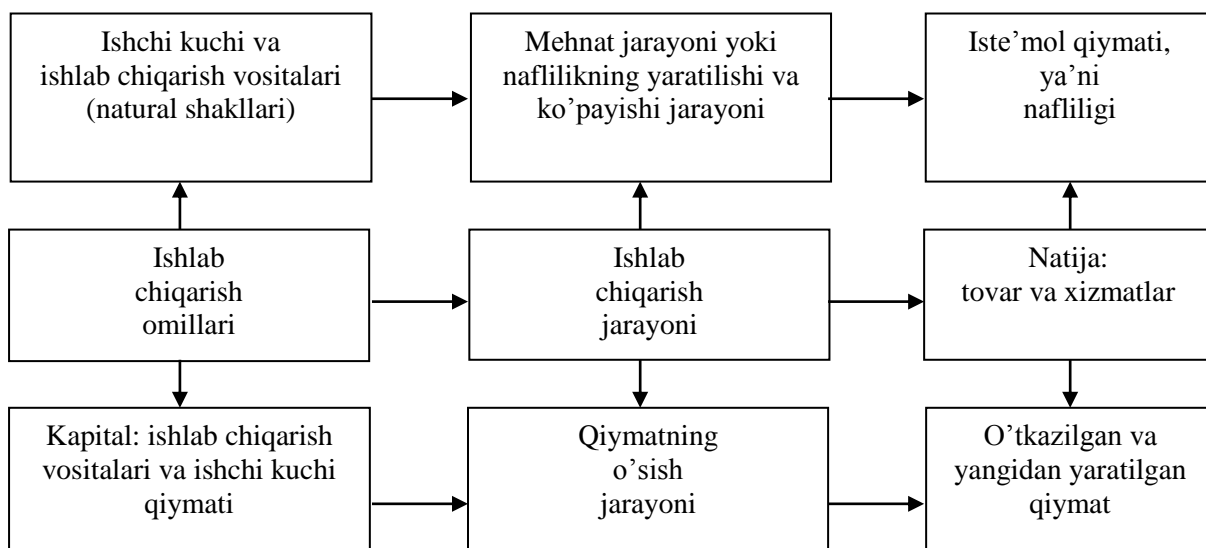 Ishchi kuchi va
ishlab chiqarish vositalari
(natural shakllari)
Mehnat jarayoni yoki
naflilikning yaratilishi va
ko’payishi jarayoni
Iste’mol qiymati,
ya’ni
nafliligi
Ishlab
chiqarish
omillari
Ishlab
chiqarish
jarayoni
Natija:
tovar va xizmatlar
Kapital: ishlab chiqarish
vositalari va ishchi kuchi
qiymati
Qiymatning
o’sish
jarayoni
O’tkazilgan va
yangidan yaratilgan
qiymat